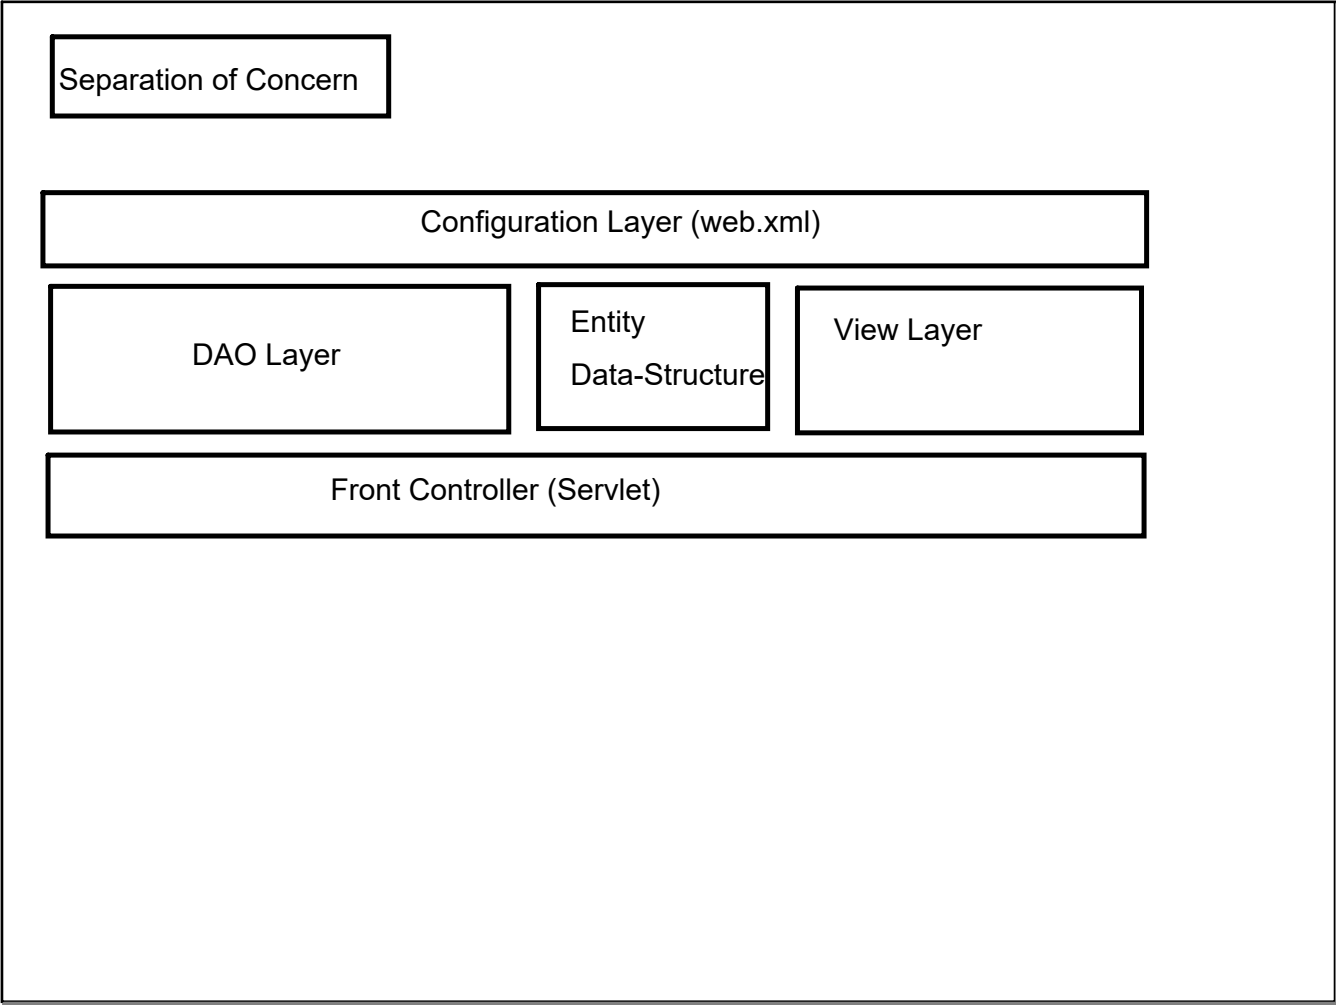 Separation of Concern
Configuration Layer (web.xml)
DAO Layer
Entity
Data-Structure
View Layer
Front Controller (Servlet)